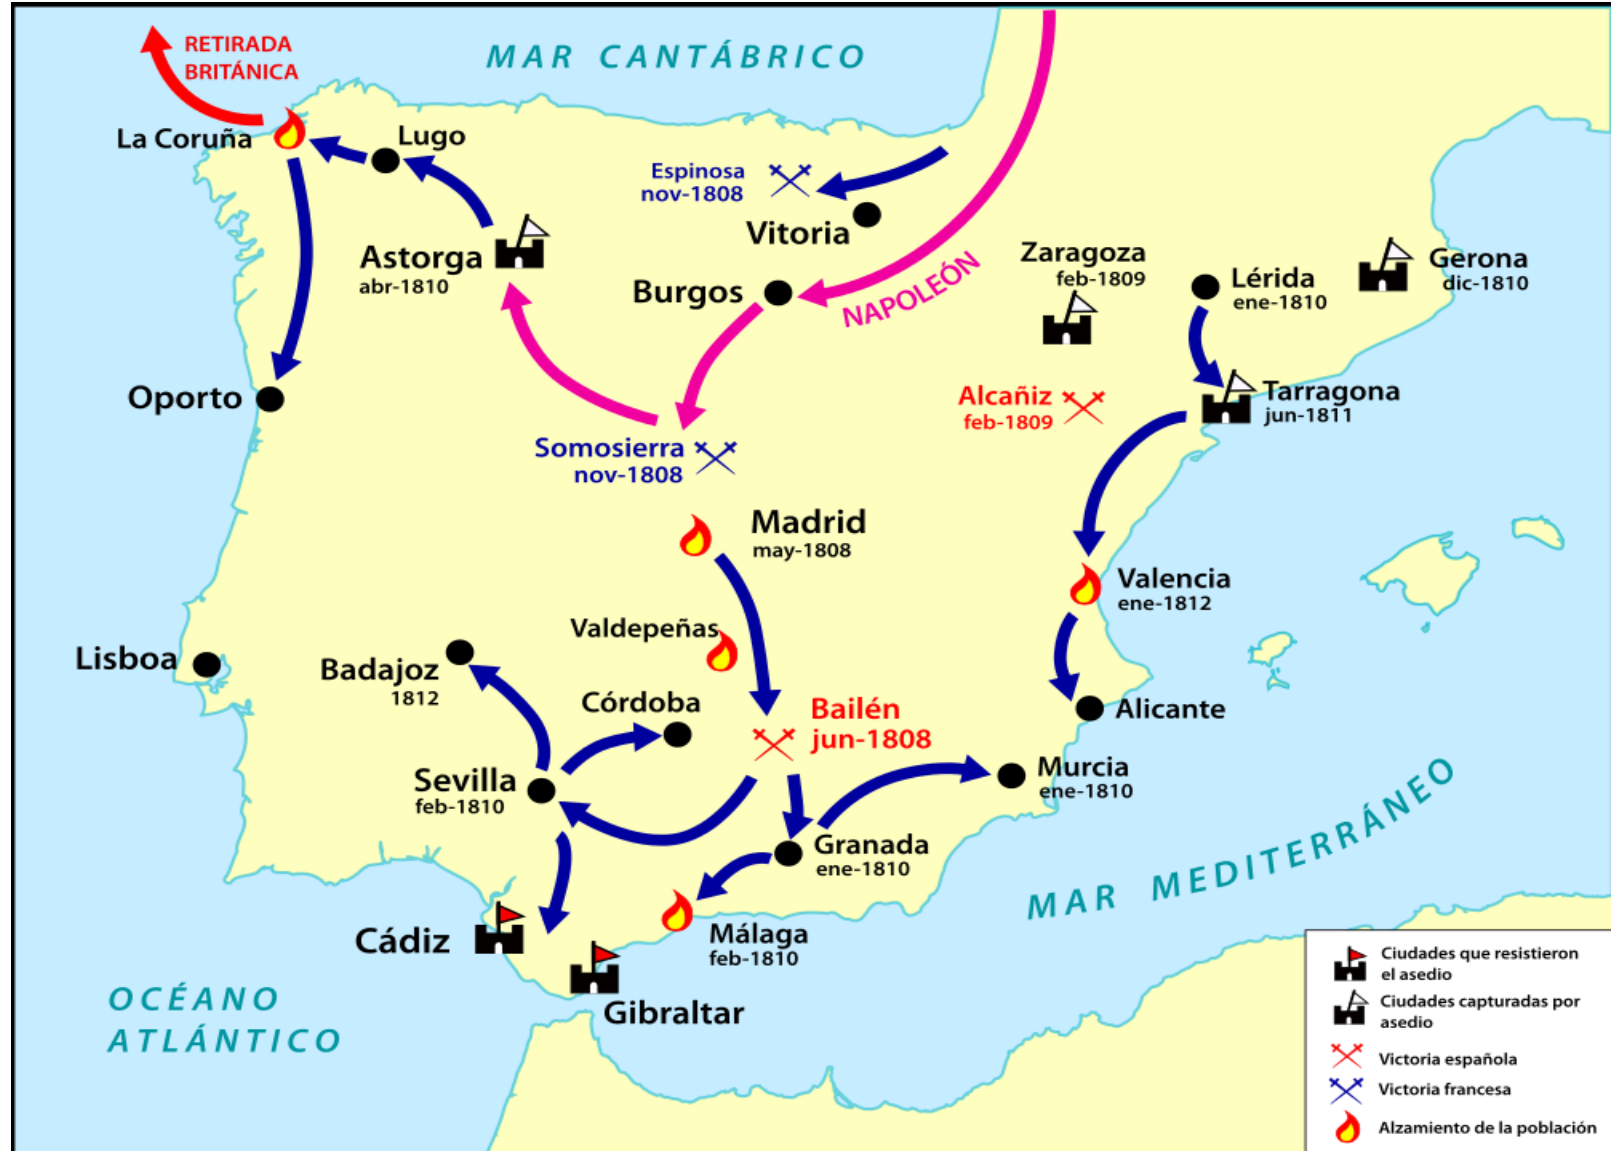 RETIRADA
BRITÁNICA
MAR CANTÁBRICO
La Coruña
Lugo
Espinosa
nov-1808
Vitoria
Astorga
abr-1810
Burgos
NAPOLEÓN
Zaragoza
feb-1809
Lérida
ene-1810
Gerona
dic-1810
Oporto
Alcañiz
feb-1809
Tarragona
jun-1811
Somosierra
nov-1808
Madrid
may-1808
Valencia
ene-1812
Valdepeñas
Lisboa
Badajoz
1812
Córdoba
Bailén
jun-1808
Alicante
Sevilla
feb-1810
Murcia
ene-1810
Granada
ene-1810
MAR MEDITERRÁNEO
Cádiz
Málaga
feb-1810
Gibraltar
OCÉANO
ATLÁNTICO
Ciudades que resistieron
el asedio
Ciudades capturadas por
asedio
Victoria española
Victoria francesa
Alzamiento de la población